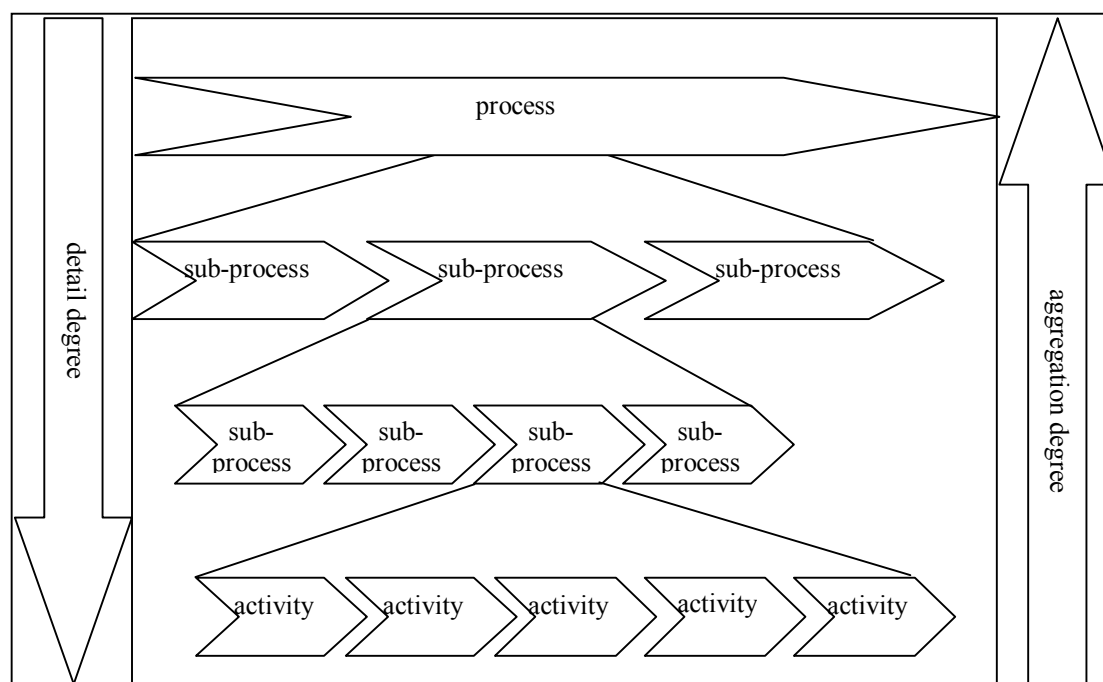 process
sub-process
sub-process
sub-process
detail degree
aggregation degree
sub-
process
sub-
process
sub-
process
sub-
process
activity
activity
activity
activity
activity